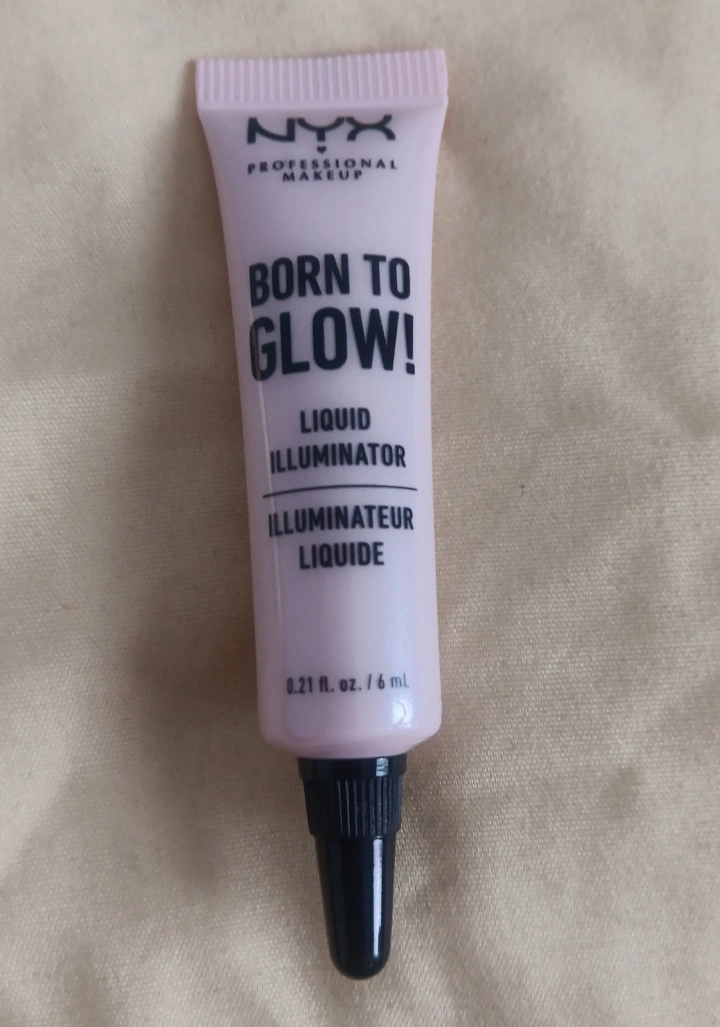 NYX
PROFESSIONAL
MAKEUP
BORN TO
GLOW!
LIQUID
ILLUMINATOR
ILLUMINATEUR
LIQUIDE
0.21 fl. oz. / 6 mL